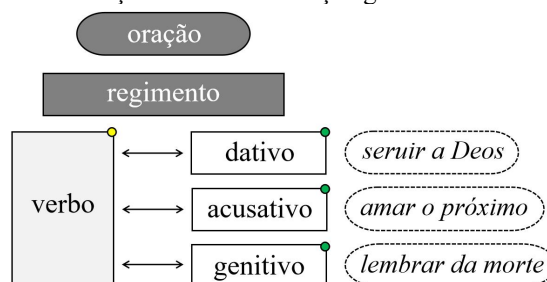 oração
regimento
dativo seruir a Deos
verbo acusativo amar o próximo
genitivo lembrar da morte